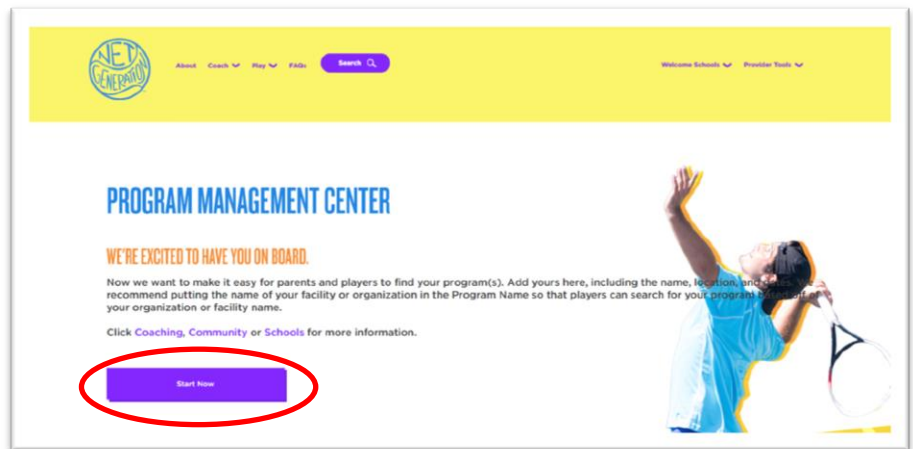 NET
GENERATION
About Coach Play FAQs Search Welcome Schools Provider Tools
PROGRAM MANAGEMENT CENTER
WE'RE EXCITED TO HAVE YOU ON BOARD.
Now we want to make it easy for parents and players to find your program(s). Add yours here, including the name, location, and
recommend putting the name of your facility or organization in the Program Name so that players can search for your program
your organization or facility name.
Click Coaching, Community or Schools for more information.
Start Now